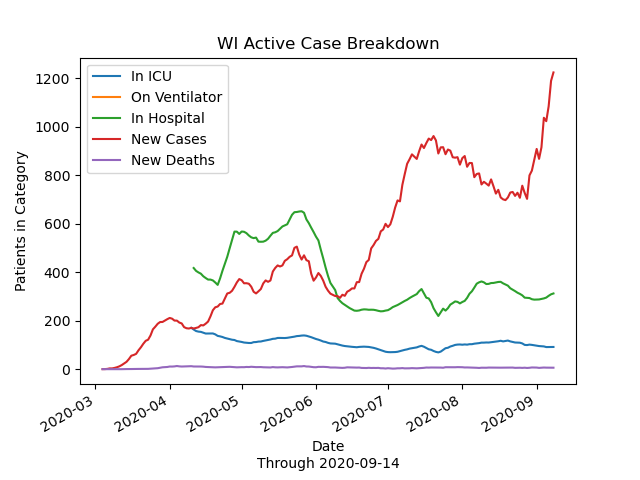 WI Active Case Breakdown
In ICU
On Ventilator
In Hospital
New Cases
New Deaths
Patients in Category
1200
1000
800
600
400
200
0
2020-03
2020-04
2020-05
2020-06
2020-07
2020-08
2020-09
Date
Through 2020-09-14